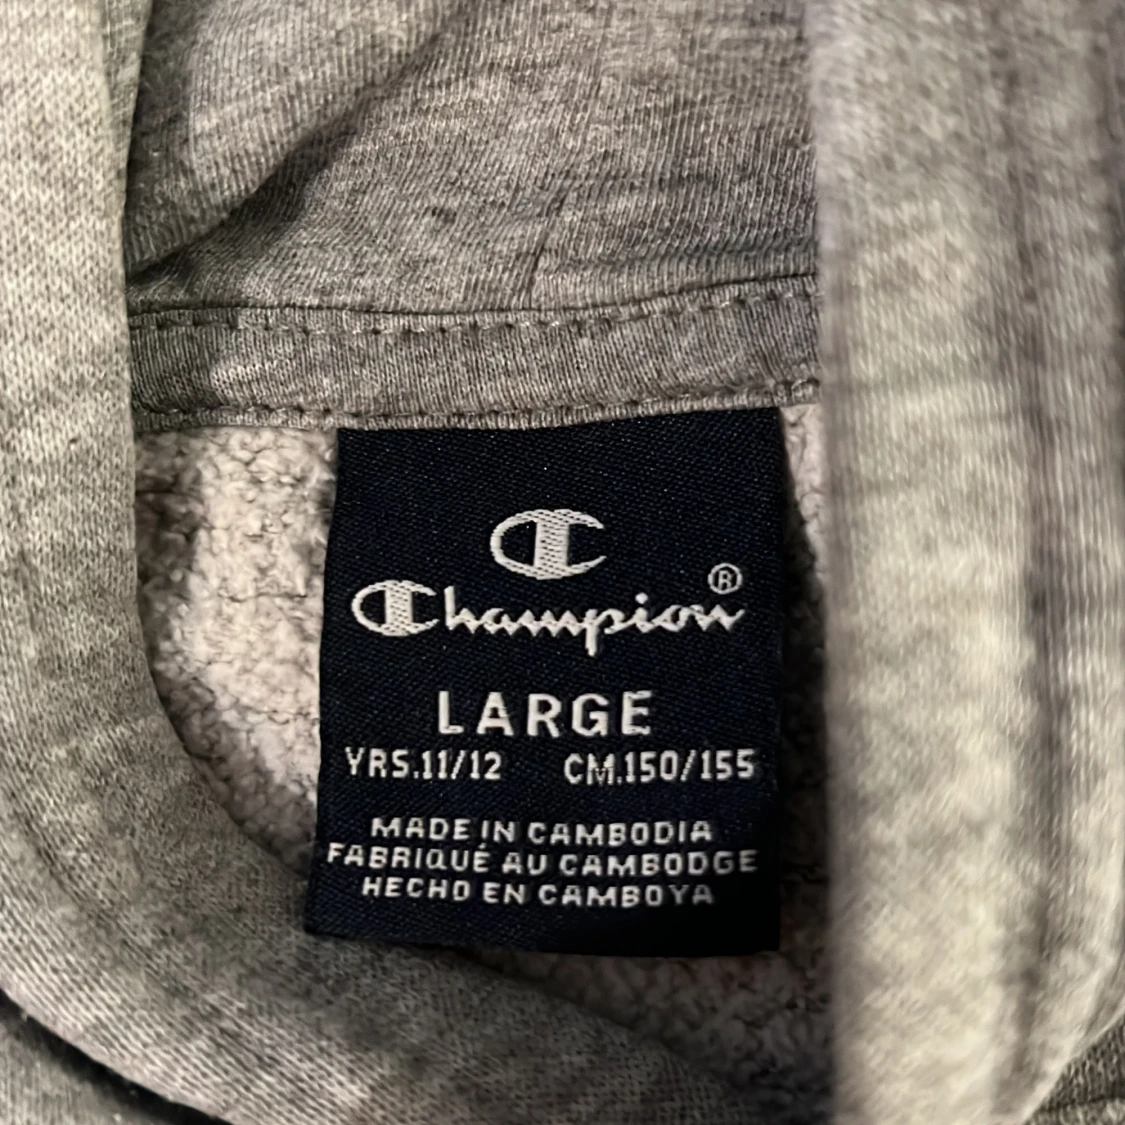 Champion®
LARGE
YRS.11/12 CM.150/155
MADE IN CAMBODIA
FABRIQUÉ AU CAMBODGE
HECHO EN CAMBOYA